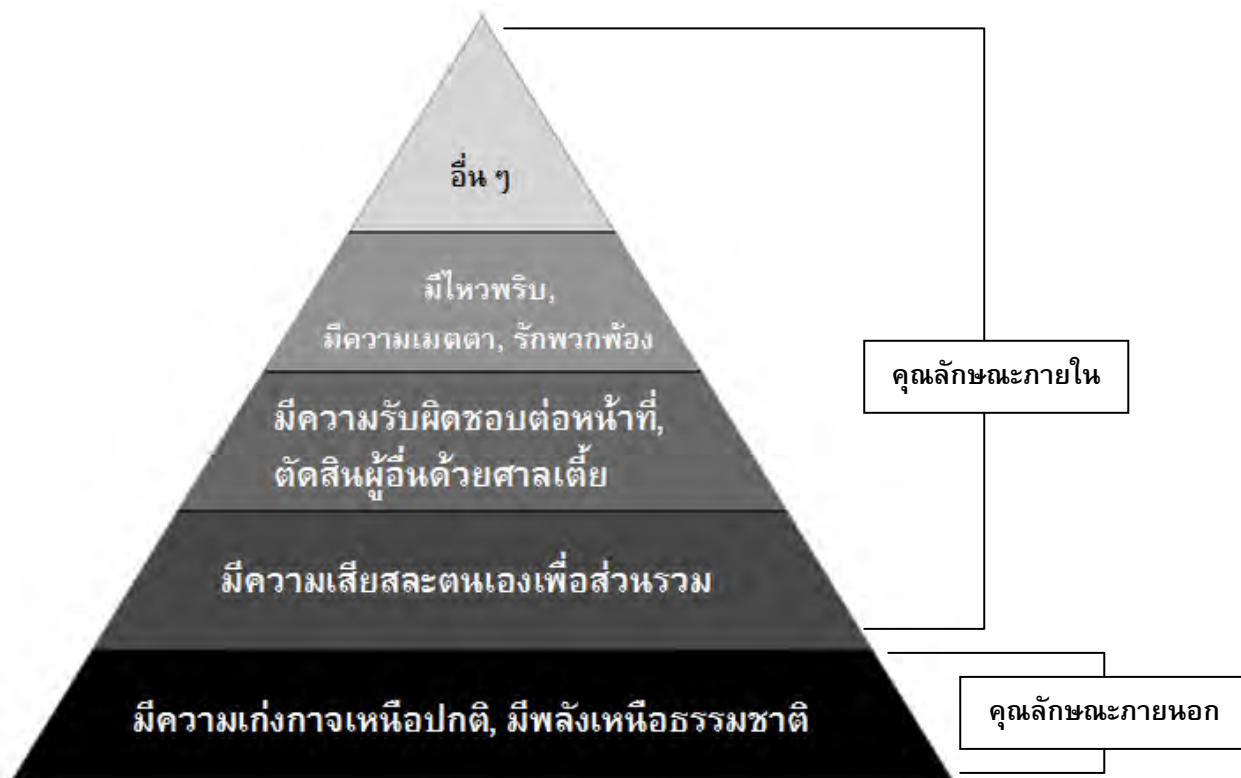 อื่น ๆ
มีไหวพริบ,
มีความเมตตา, รักพวกพ้อง
คุณลักษณะภายใน
มีความรับผิดชอบต่อหน้าที่,
ตัดสินผู้อื่นด้วยศาลเตี้ย
มีความเสียสละตนเองเพื่อส่วนรวม
มีความเก่งกาจเหนือปกติ, มีพลังเหนือธรรมชาติ
คุณลักษณะภายนอก